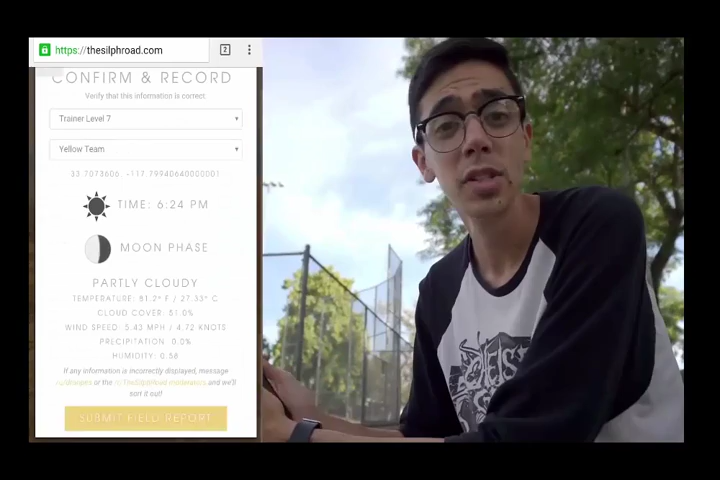 https://thesilphroad.com
2
CONFIRM & RECORD
Verify that this information is correct:
Trainer Level 7
Yellow Team
33.7073606, -117.79940640000001
TIME: 6:24 PM
MOON PHASE
PARTLY CLOUDY
TEMPERATURE: 81.2° F / 27.33° C
CLOUD COVER: 51.0%
WIND SPEED: 5.43 MPH / 4.72 KNOTS
PRECIPITATION: 0.0%
HUMIDITY: 0.58
If any information is incorrectly displayed, message
or the r/TheSilphRoad moderators and we'll
sort it out!
SUBMIT FIELD REPORT